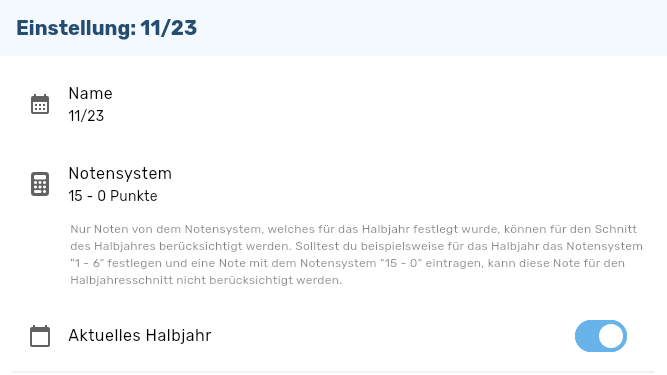 Einstellung: 11/23
Name
11/23
Notensystem
15 - 0 Punkte
Nur Noten von dem Notensystem, welches für das Halbjahr festlegt wurde, können für den Schnitt
des Halbjahres berücksichtigt werden. Solltest du beispielsweise für das Halbjahr das Notensystem
"1 - 6" festlegen und eine Note mit dem Notensystem "15 - 0" eintragen, kann diese Note für den
Halbjahresschnitt nicht berücksichtigt werden.
Aktuelles Halbjahr